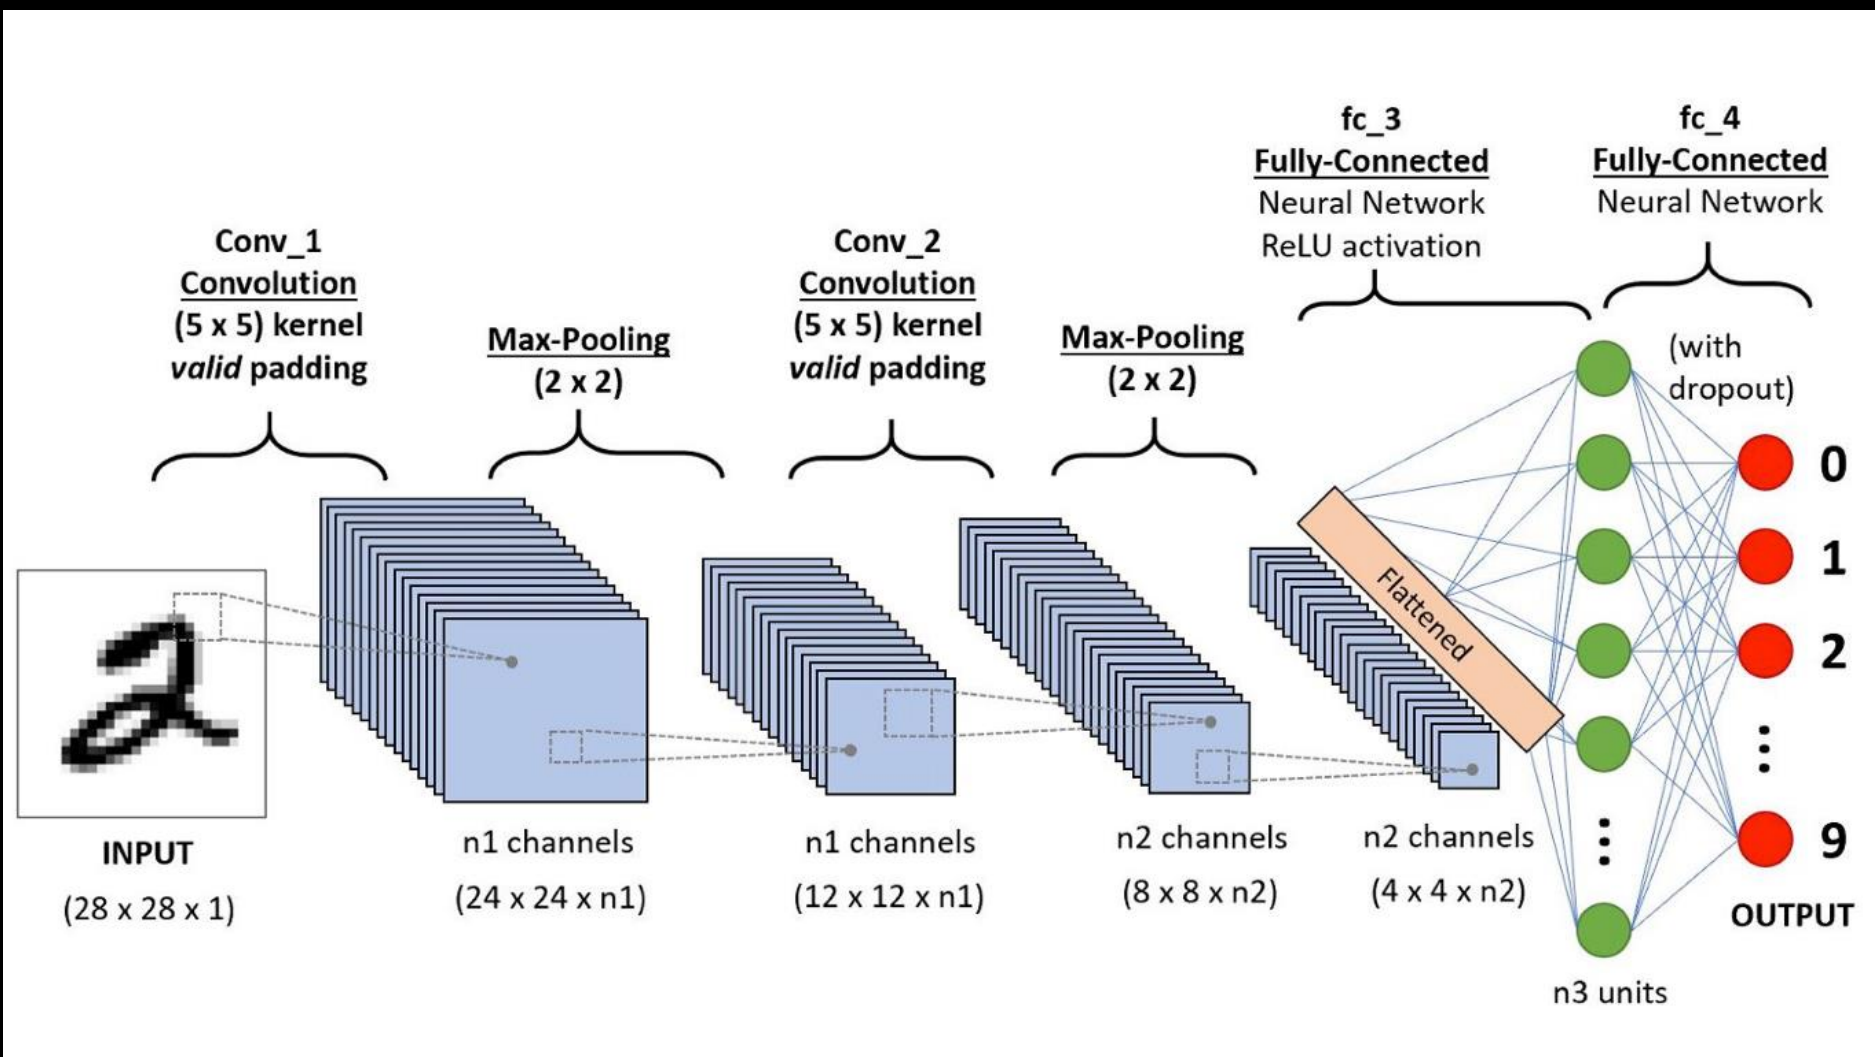 Conv_1
Convolution
(5 x 5) kernel
valid padding
Max-Pooling
(2 x 2)
Conv_2
Convolution
(5 x 5) kernel
valid padding
Max-Pooling
(2 x 2)
fc_3
Fully-Connected
Neural Network
ReLU activation
fc_4
Fully-Connected
Neural Network
(with
dropout)
Flattened
0
1
2
9
OUTPUT
INPUT
(28 x 28 x 1)
n1 channels
(24 x 24 x n1)
n1 channels
(12 x 12 x n1)
n2 channels
(8 x 8 x n2)
n2 channels
(4 x 4 x n2)
n3 units
2